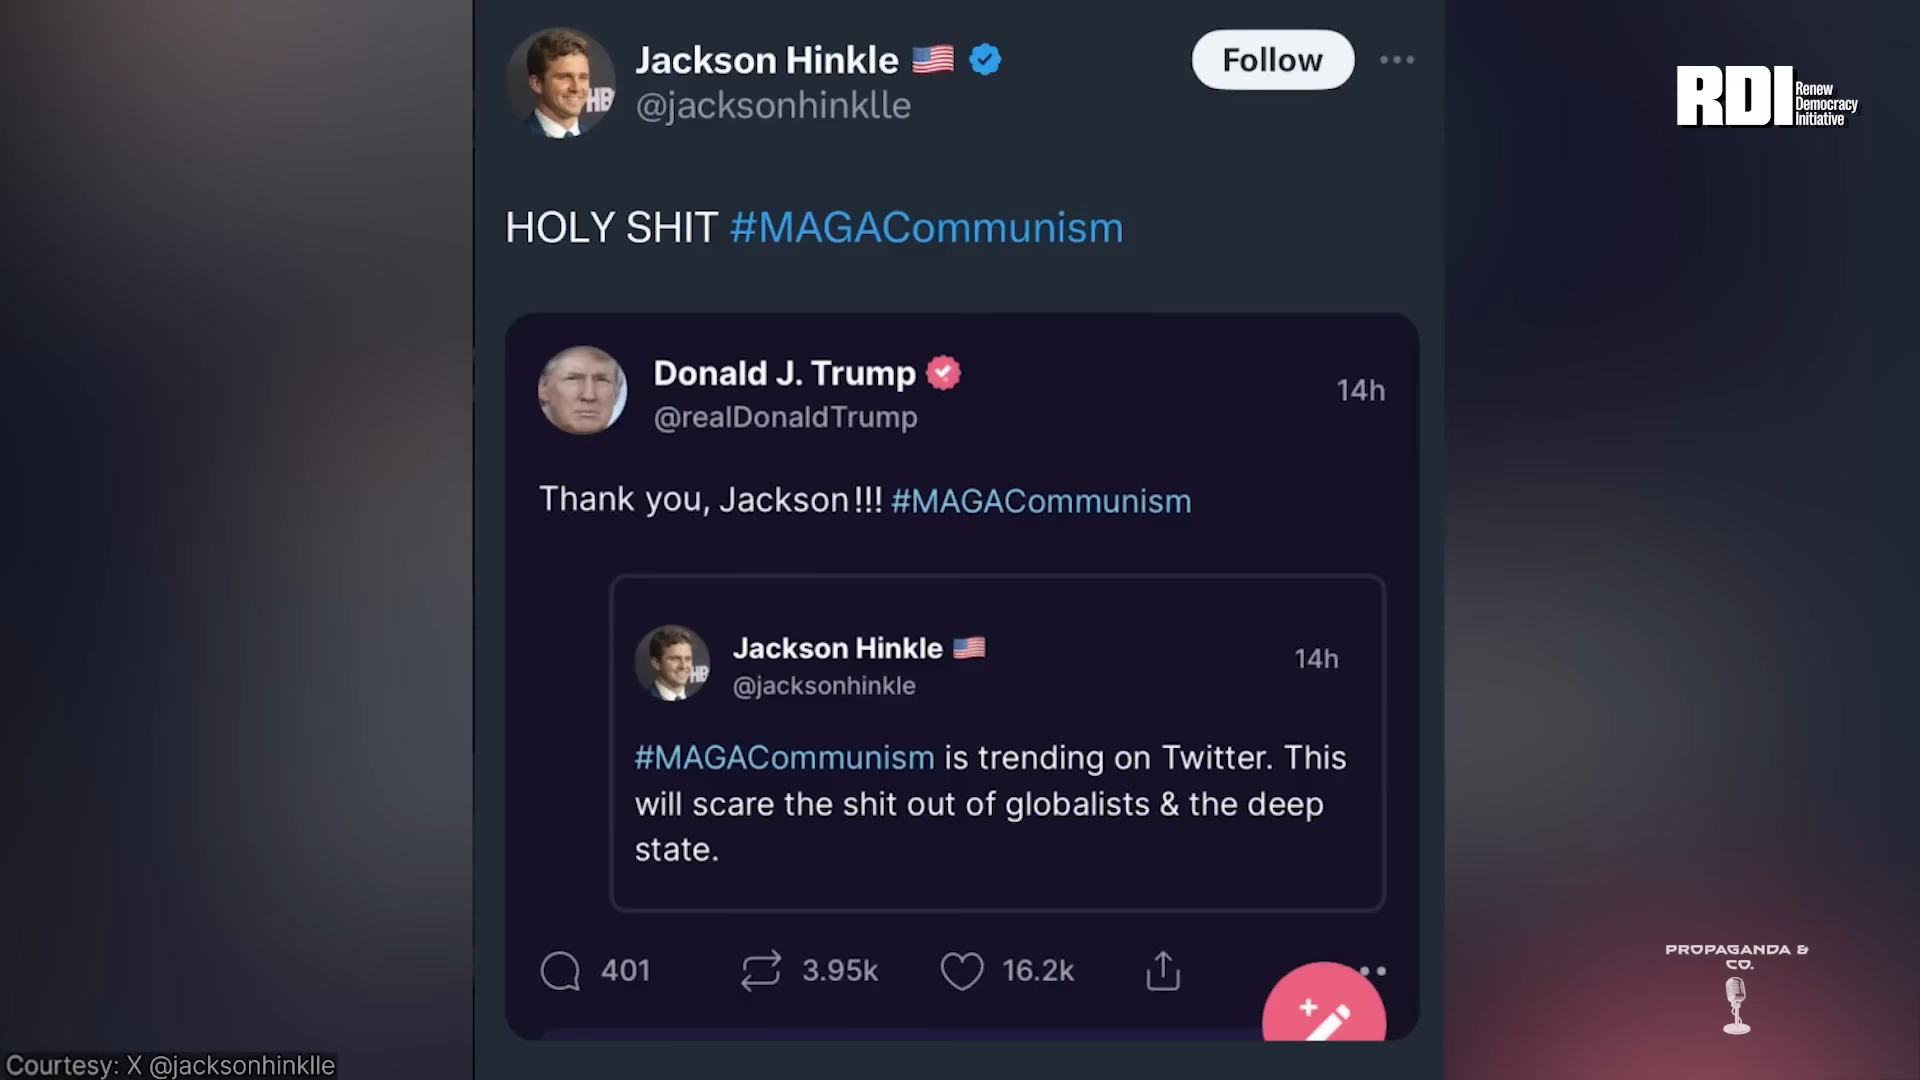 Jackson Hinkle 🇺🇸
@jacksonhinklle
Follow
RDI Renew
Democracy
Initiative
HOLY SHIT #MAGACommunism
Donald J. Trump
@realDonaldTrump
14h
Thank you, Jackson!!! #MAGACommunism
Jackson Hinkle 🇺🇸
@jacksonhinkle
14h
#MAGACommunism is trending on Twitter. This
will scare the shit out of globalists & the deep
state.
401 3.95k 16.2k
PROPAGANDA &
CO.
Courtesy: X @jacksonhinklle
HB
HB